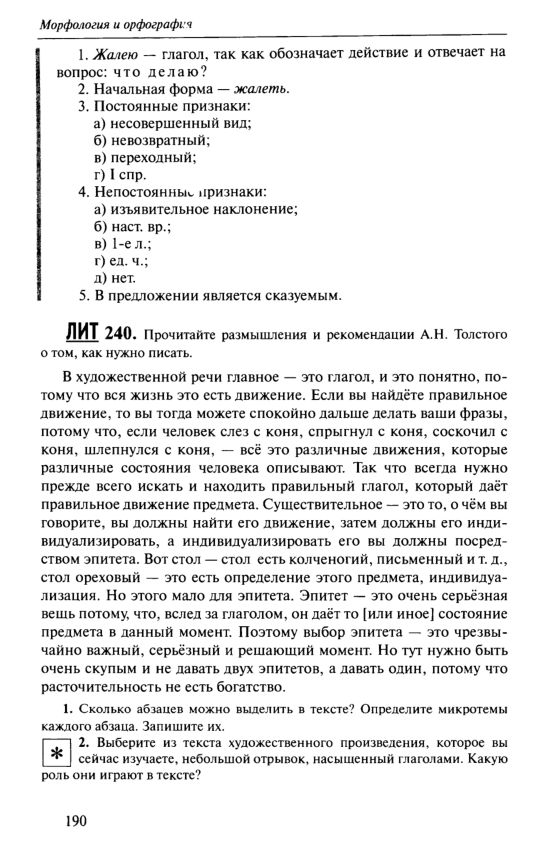 Морфология и орфография
1. Жалею — глагол, так как обозначает действие и отвечает на
вопрос: что делаю?
2. Начальная форма — жалеть.
3. Постоянные признаки:
а) несовершенный вид;
б) невозвратный;
в) переходный;
г) I спр.
4. Непостоянные признаки:
а) изъявительное наклонение;
б) наст. вр.;
в) 1-е л.;
г) ед. ч.;
д) нет.
5. В предложении является сказуемым.
ЛИТ 240. Прочитайте размышления и рекомендации А.Н. Толстого
о том, как нужно писать.
В художественной речи главное — это глагол, и это понятно, по-
тому что вся жизнь это есть движение. Если вы найдёте правильное
движение, то вы тогда можете спокойно дальше делать ваши фразы,
потому что, если человек слез с коня, спрыгнул с коня, соскочил с
коня, шлепнулся с коня, — всё это различные движения, которые
различные состояния человека описывают. Так что всегда нужно
прежде всего искать и находить правильный глагол, который даёт
правильное движение предмета. Существительное — это то, о чём вы
говорите, вы должны найти его движение, затем должны его инди-
видуализировать, а индивидуализировать его вы должны посред-
ством эпитета. Вот стол — стол есть колченогий, письменный и т. д.,
стол ореховый — это есть определение этого предмета, индивидуа-
лизация. Но этого мало для эпитета. Эпитет — это очень серьёзная
вещь потому, что, вслед за глаголом, он даёт то [или иное] состояние
предмета в данный момент. Поэтому выбор эпитета — это чрезвы-
чайно важный, серьёзный и решающий момент. Но тут нужно быть
очень скупым и не давать двух эпитетов, а давать один, потому что
расточительность не есть богатство.
1. Сколько абзацев можно выделить в тексте? Определите микротемы
каждого абзаца. Запишите их.
* 2. Выберите из текста художественного произведения, которое вы
сейчас изучаете, небольшой отрывок, насыщенный глаголами. Какую
роль они играют в тексте?
190